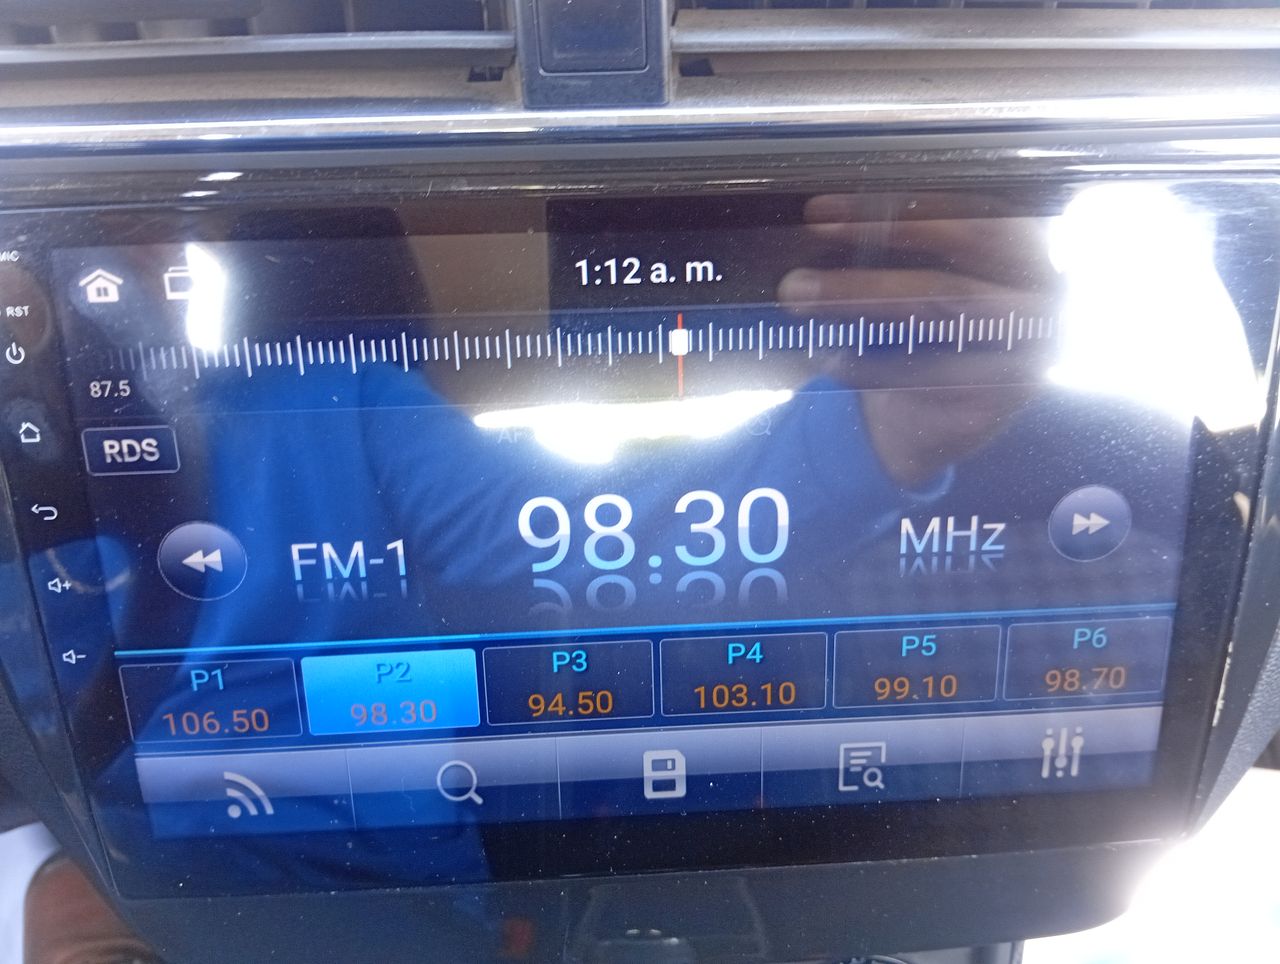 MIC
1:12 a. m.
RST
87.5
AF
RDS
FM-1 98.30 MHz
P1 P2 P3 P4 P5 P6
106.50 98.30 94.50 103.10 99.10 98.70